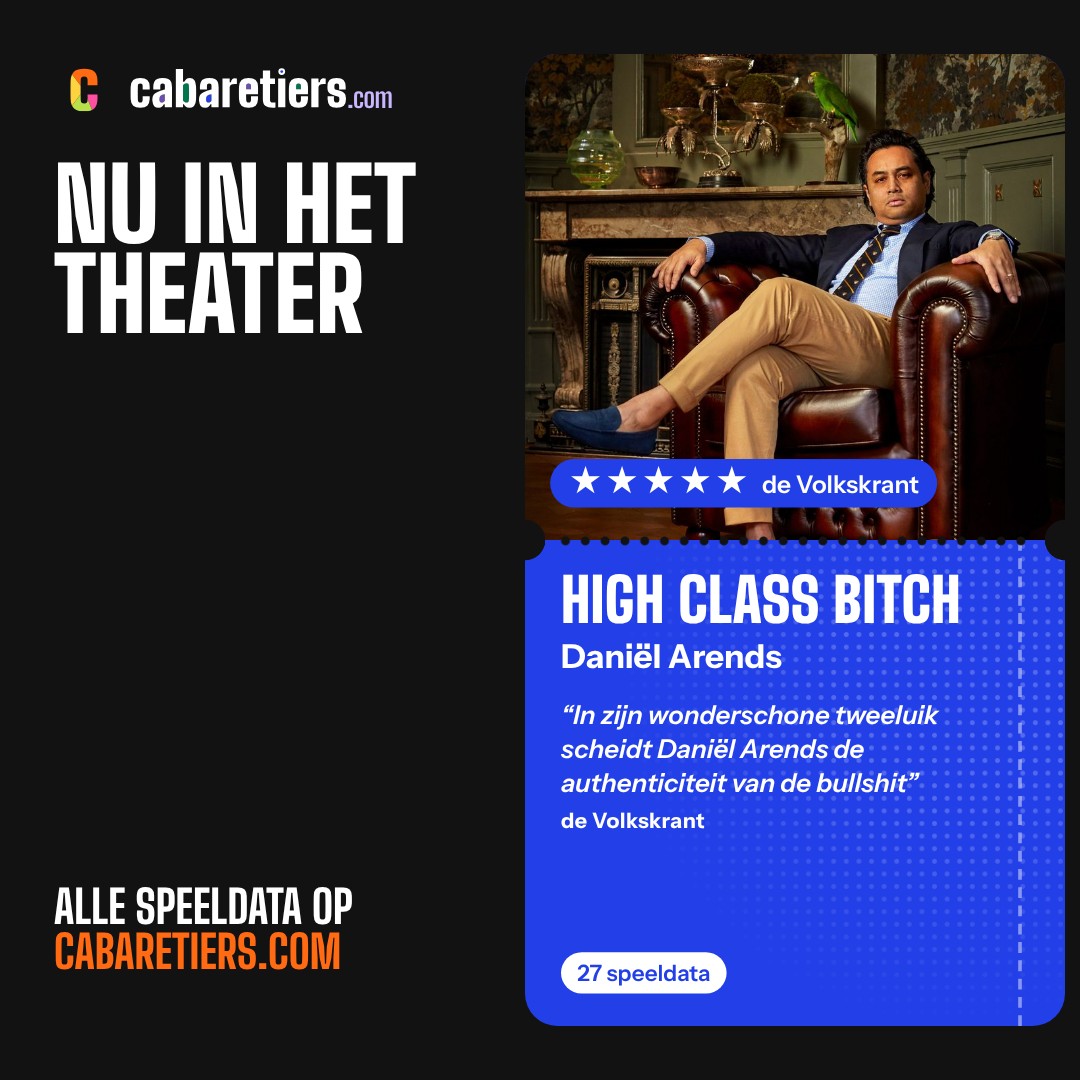 cabaretiers.com
NU IN HET
THEATER
★★★★★ de Volkskrant
HIGH CLASS BITCH
Daniël Arends
“In zijn wonderschone tweeluik
scheidt Daniël Arends de
authenticiteit van de bullshit”
de Volkskrant
27 speeldata
ALLE SPEELDATA OP
CABARETIERS.COM